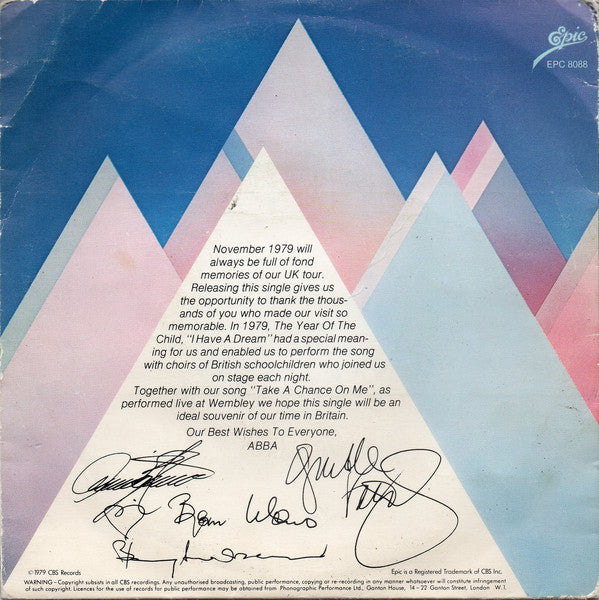 Epic
EPC 8088
November 1979 will
always be full of fond
memories of our UK tour.
Releasing this single gives us
the opportunity to thank the thous-
ands of you who made our visit so
memorable. In 1979, The Year Of The
Child, "I Have A Dream" had a special mean-
ing for us and enabled us to perform the song
with choirs of British schoolchildren who joined us
on stage each night.
Together with our song "Take A Chance On Me", as
performed live at Wembley we hope this single will be an
ideal souvenir of our time in Britain.
Our Best Wishes To Everyone,
ABBA
Björn Ulvaeus
© 1979 CBS Records
Epic is a Registered Trademark of CBS Inc.
WARNING – Copyright subsists in all CBS recordings. Any unauthorised broadcasting, public performance, copying or re-recording in any manner whatsoever will constitute infringement
of such copyright. Licences for the use of records for public performance may be obtained from Phonographic Performance Ltd., Ganton House, 14–22 Ganton Street, London W.1.